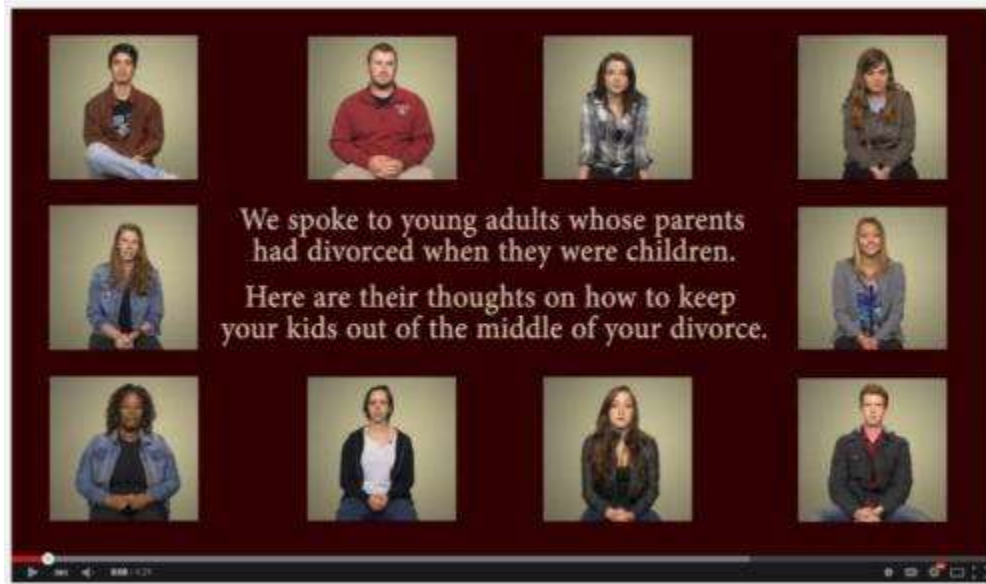 We spoke to young adults whose parents
had divorced when they were children.
Here are their thoughts on how to keep
your kids out of the middle of your divorce.